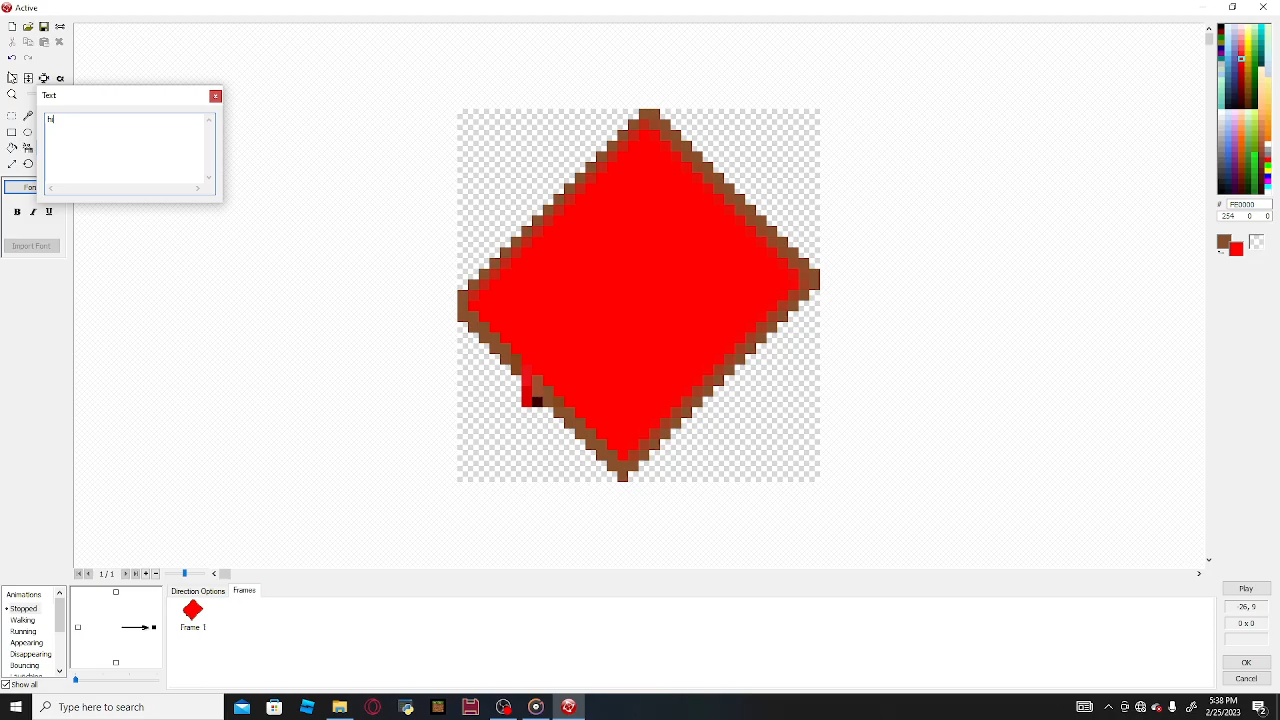 Active
Text
Font
B I U
Import Font
# FE0000
254 0 0
1 / 1
Animations
Stopped
Walking
Running
Appearing
Disappearing
Bouncing
Show all
Direction Options
Frames
Frame 1
Play
-26, 9
0 x 0
OK
Cancel
Type here to search
5:38 PM
2/25/2023